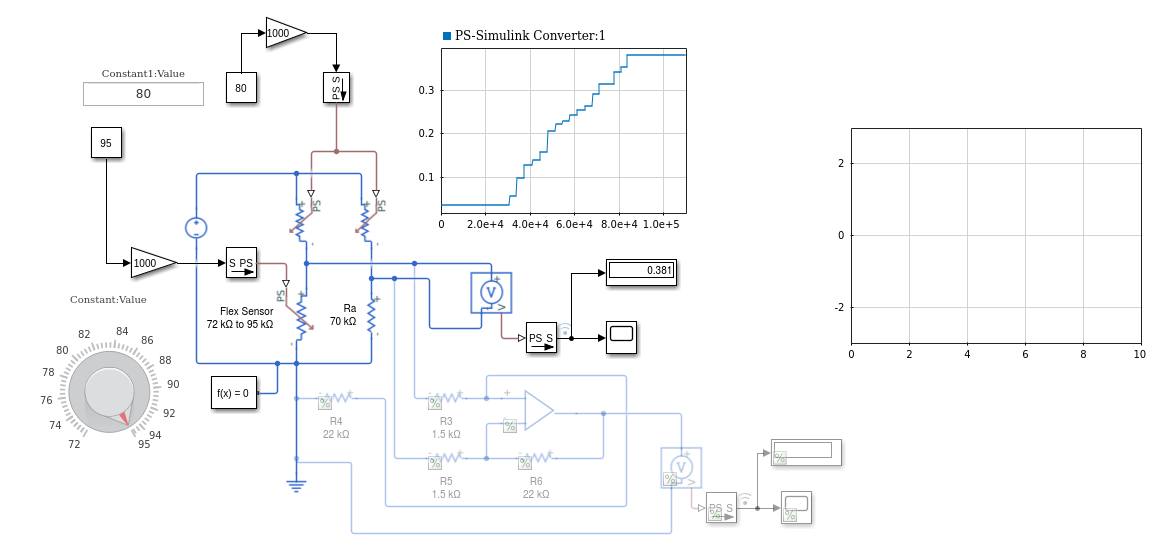 1000
Constant1:Value
80
80
PS S
95
PS-Simulink Converter:1
0.3
0.2
0.1
0
2.0e+4
4.0e+4
6.0e+4
8.0e+4
1.0e+5
2
0
-2
0
2
4
6
8
10
+
PS
-
+
PS
-
+
-
1000
S PS
PS
+
-
Flex Sensor
72 kΩ to 95 kΩ
Ra
70 kΩ
+
-
V
+
-
V
0.381
PS S
Constant:Value
72
74
76
78
80
82
84
86
88
90
92
94
95
f(x) = 0
R4
22 kΩ
R3
1.5 kΩ
R5
1.5 kΩ
R6
22 kΩ
+
%
%
%
%
%
V
+
-
V
%
PS S
%
%
%